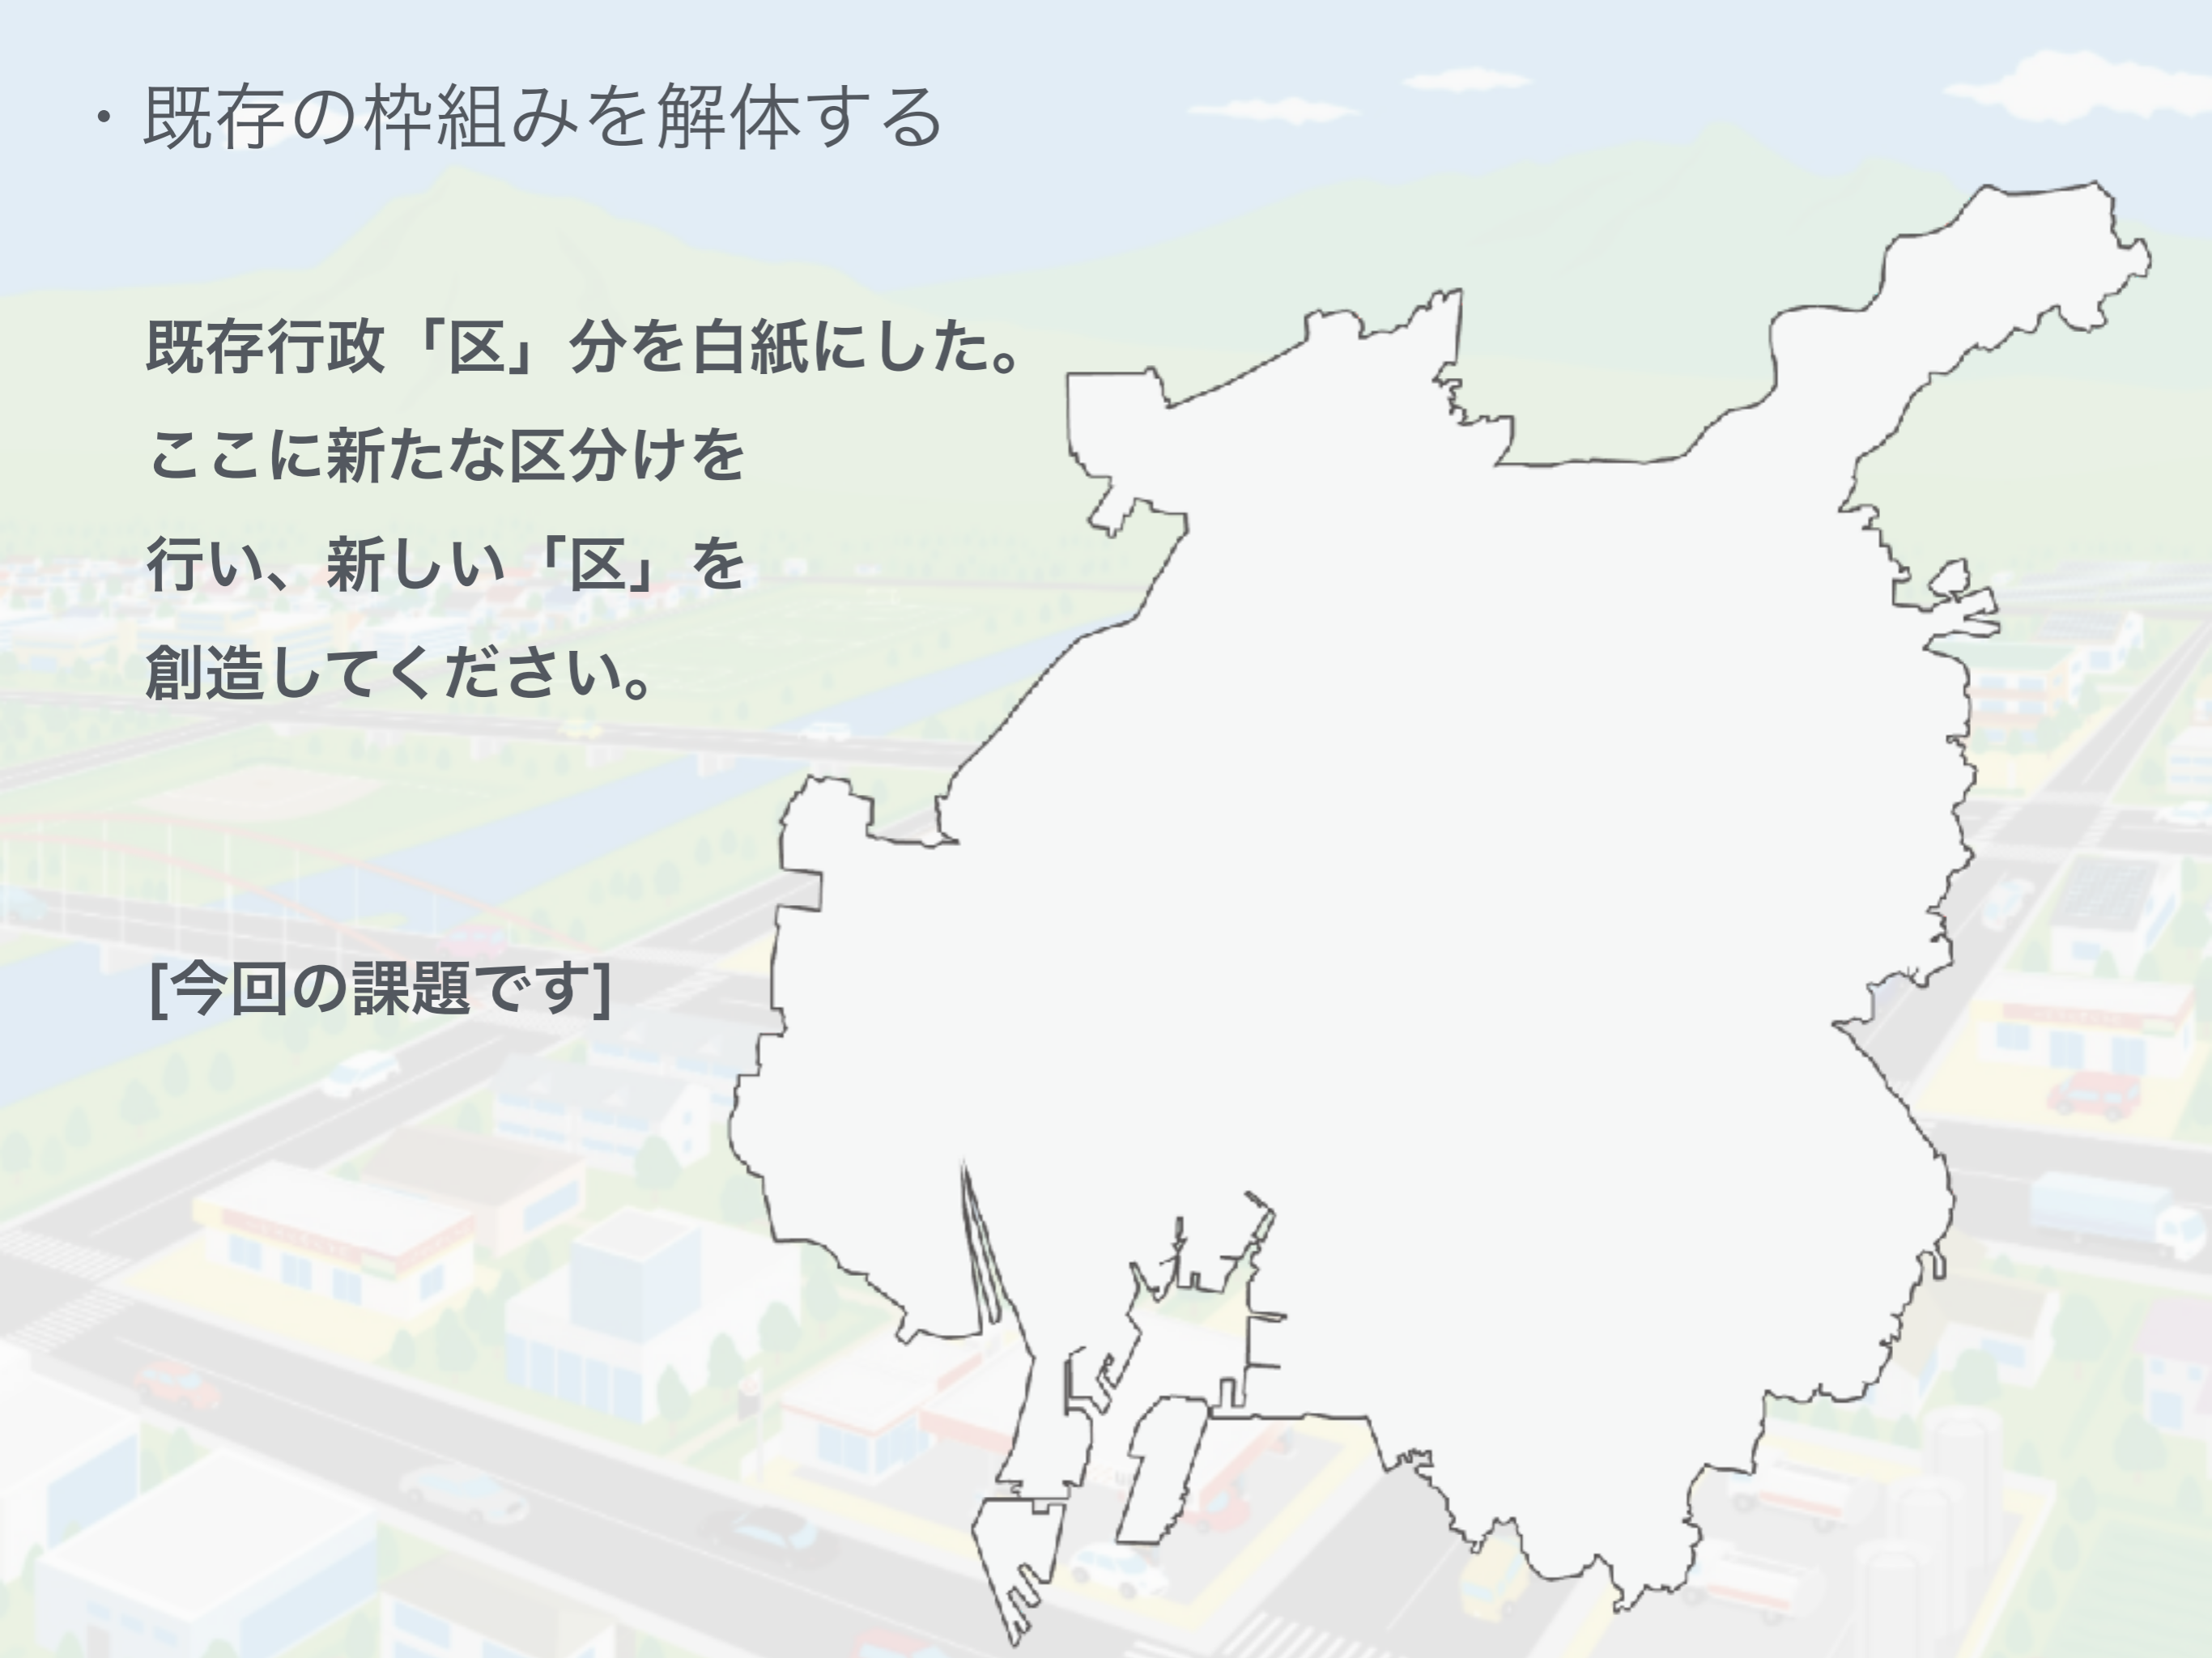 ・既存の枠組みを解体する
既存行政「区」分を白紙にした。
ここに新たな区分けを
行い、新しい「区」を
創造してください。
[今回の課題です]